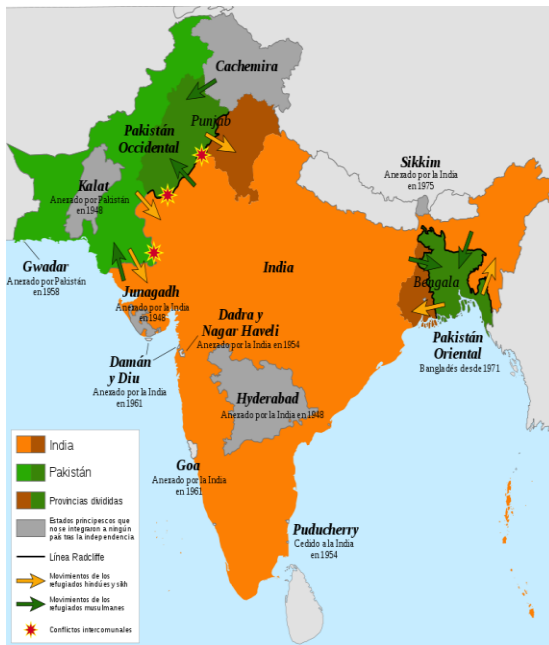 Cachemira
Punjab
Pakistán
Occidental
Sikkim
Anexado por la India
en 1975
Kalat
Anexado por Pakistán
en 1948
Gwadar
Anexado por Pakistán
en 1958
India
Bengala
Junagadh
Anexado por la India
en 1948
Dadra y
Nagar Haveli
Anexado por la India en 1954
Pakistán
Oriental
Bangladés desde 1971
Damán
y Diu
Anexado por la India
en 1961
Hyderabad
Anexado por la India en 1948
Goa
Anexado por la India
en 1961
Puducherry
Cedido a la India
en 1954
India
Pakistán
Provincias divididas
Estados principescos que
no se integraron a ningún
país tras la independencia.
Línea Radcliffe
Movimientos de los
refugiados hindúes y sikh
Movimientos de los
refugiados musulmanes
Conflictos intercomunales